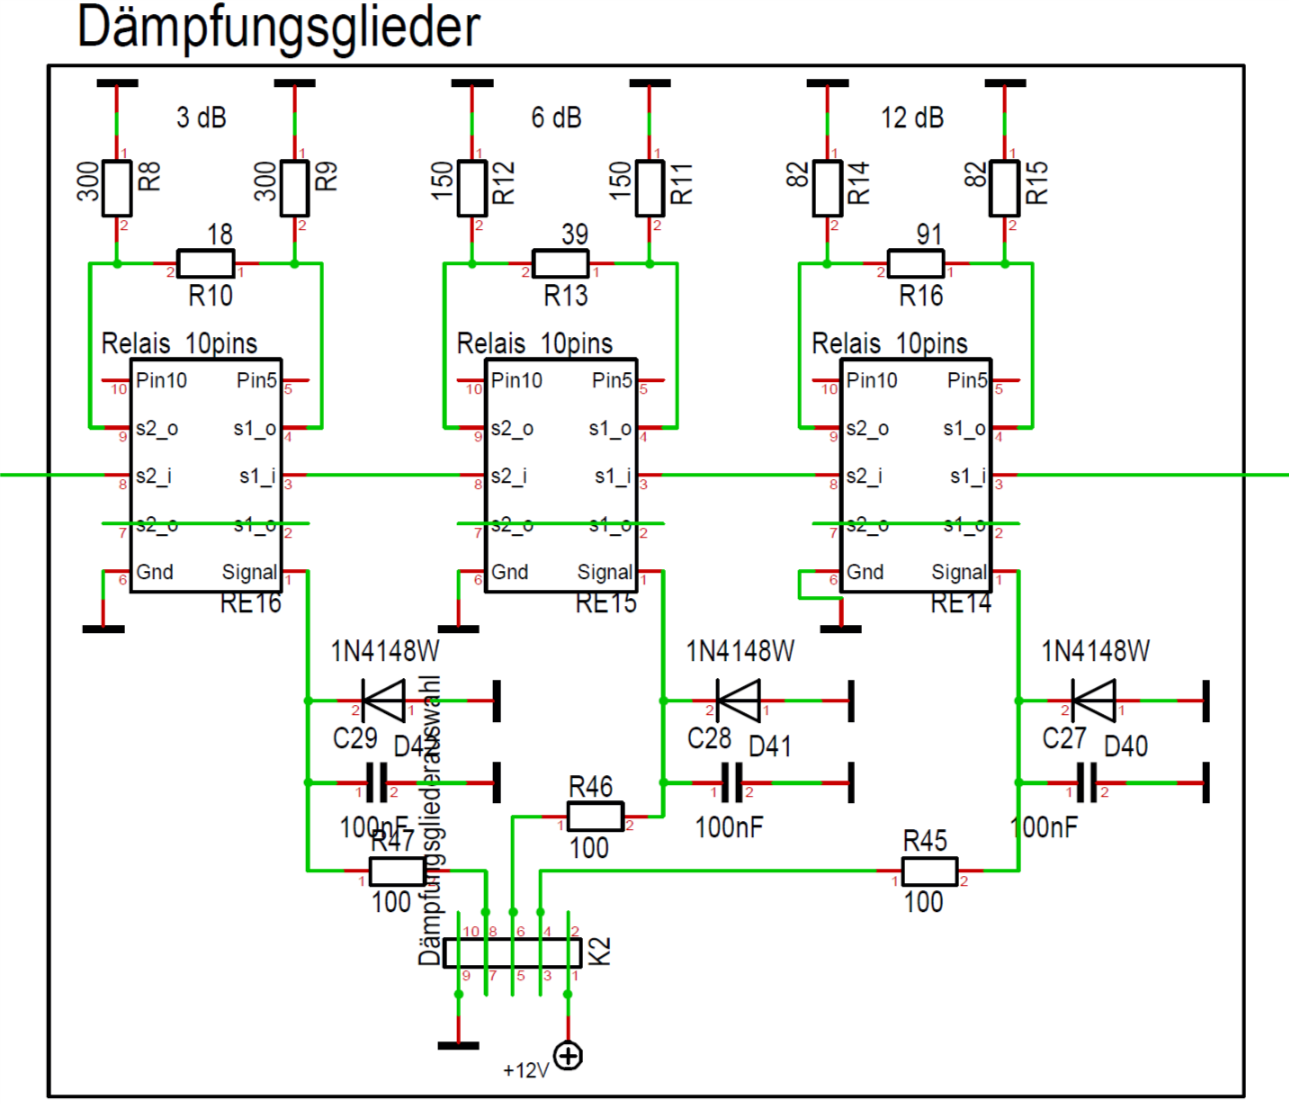 Dämpfungsglieder
3 dB
6 dB
12 dB
1
1
1
1
1
1
300
R8
300
R9
150
R12
150
R11
82
R14
82
R15
2
2
2
2
2
2
18
39
91
2
1
2
1
2
1
R10
R13
R16
Relais 10pins
Relais 10pins
Relais 10pins
10 Pin10 Pin5 5
10 Pin10 Pin5 5
10 Pin10 Pin5 5
9 s2_o s1_o 4
9 s2_o s1_o 4
9 s2_o s1_o 4
8 s2_i s1_i 3
8 s2_i s1_i 3
8 s2_i s1_i 3
7 s2_o s1_o 2
7 s2_o s1_o 2
7 s2_o s1_o 2
6 Gnd Signal 1
6 Gnd Signal 1
6 Gnd Signal 1
RE16
RE15
RE14
1N4148W
1N4148W
1N4148W
2
1
2
1
2
1
C29
C28
D41
C27
D40
1
2
1
2
1
2
100nF
100nF
100nF
R47
1
100
R46
1
2
100
R45
1
2
100
Dämpfungsgliederauswahl
10 8 6 4 2
9 7 5 3 1
K2
+12V